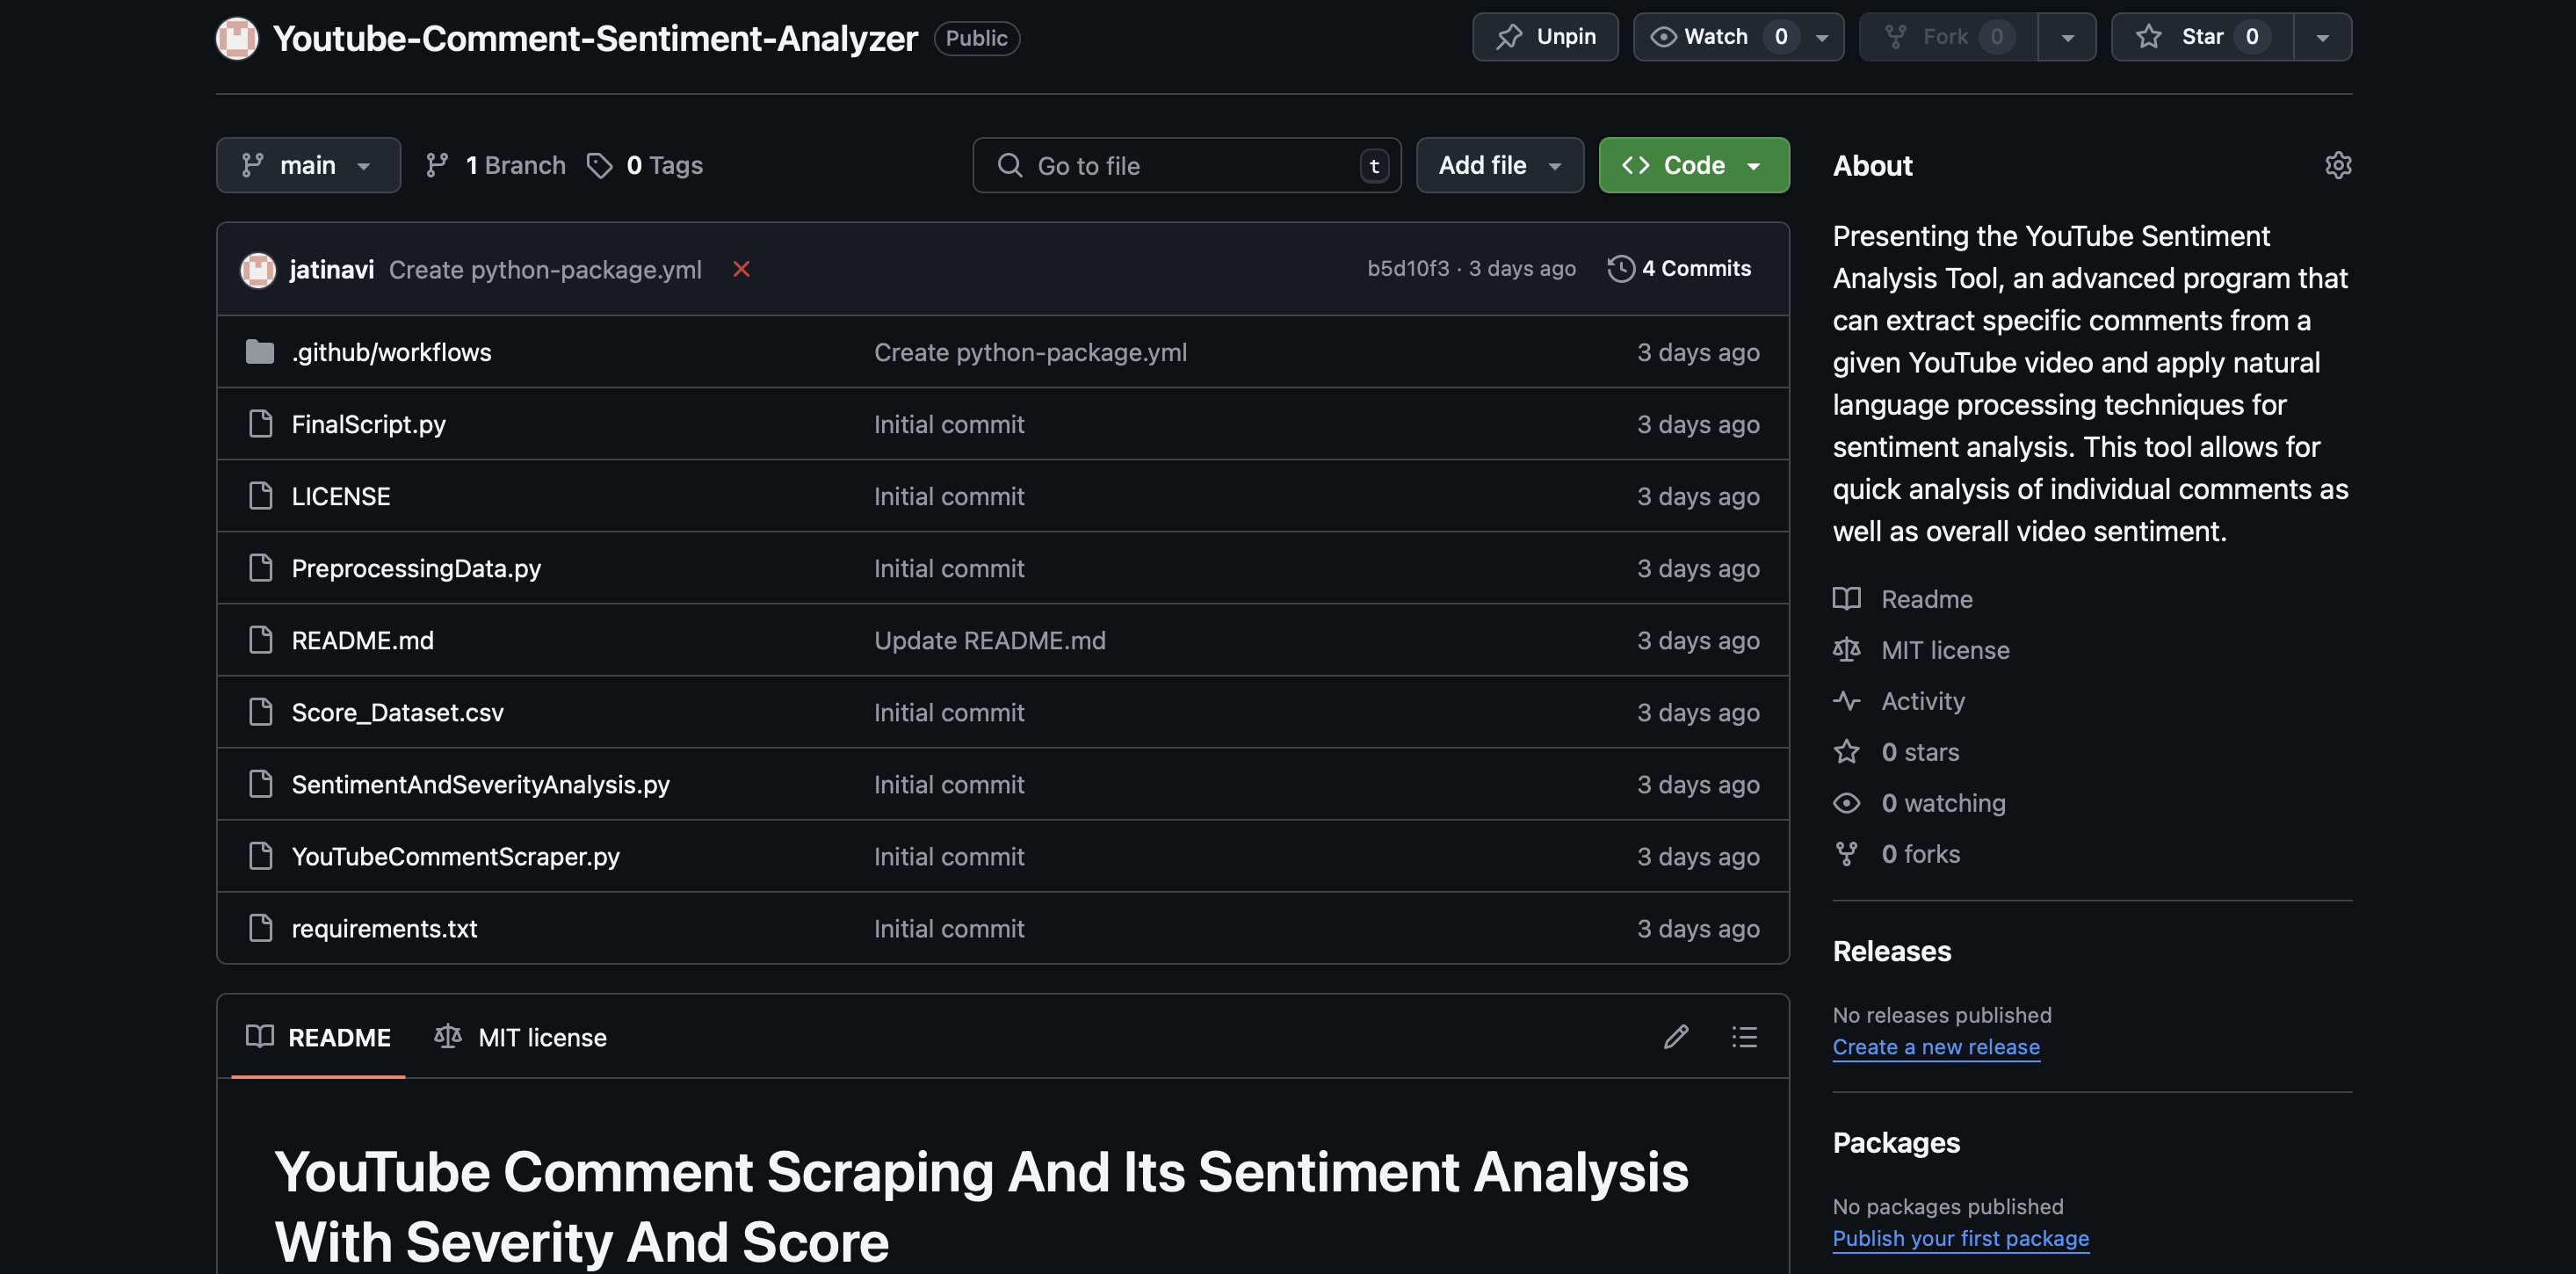 Youtube-Comment-Sentiment-Analyzer Public
Unpin Watch 0 Fork 0 Star 0
main 1 Branch 0 Tags Go to file t Add file Code
jatinavi Create python-package.yml b5d10f3 · 3 days ago 4 Commits
.github/workflows Create python-package.yml 3 days ago
FinalScript.py Initial commit 3 days ago
LICENSE Initial commit 3 days ago
PreprocessingData.py Initial commit 3 days ago
README.md Update README.md 3 days ago
Score_Dataset.csv Initial commit 3 days ago
SentimentAndSeverityAnalysis.py Initial commit 3 days ago
YouTubeCommentScraper.py Initial commit 3 days ago
requirements.txt Initial commit 3 days ago
README MIT license
YouTube Comment Scraping And Its Sentiment Analysis
With Severity And Score
About
Presenting the YouTube Sentiment
Analysis Tool, an advanced program that
can extract specific comments from a
given YouTube video and apply natural
language processing techniques for
sentiment analysis. This tool allows for
quick analysis of individual comments as
well as overall video sentiment.
Readme
MIT license
Activity
0 stars
0 watching
0 forks
Releases
No releases published
Create a new release
Packages
No packages published
Publish your first package